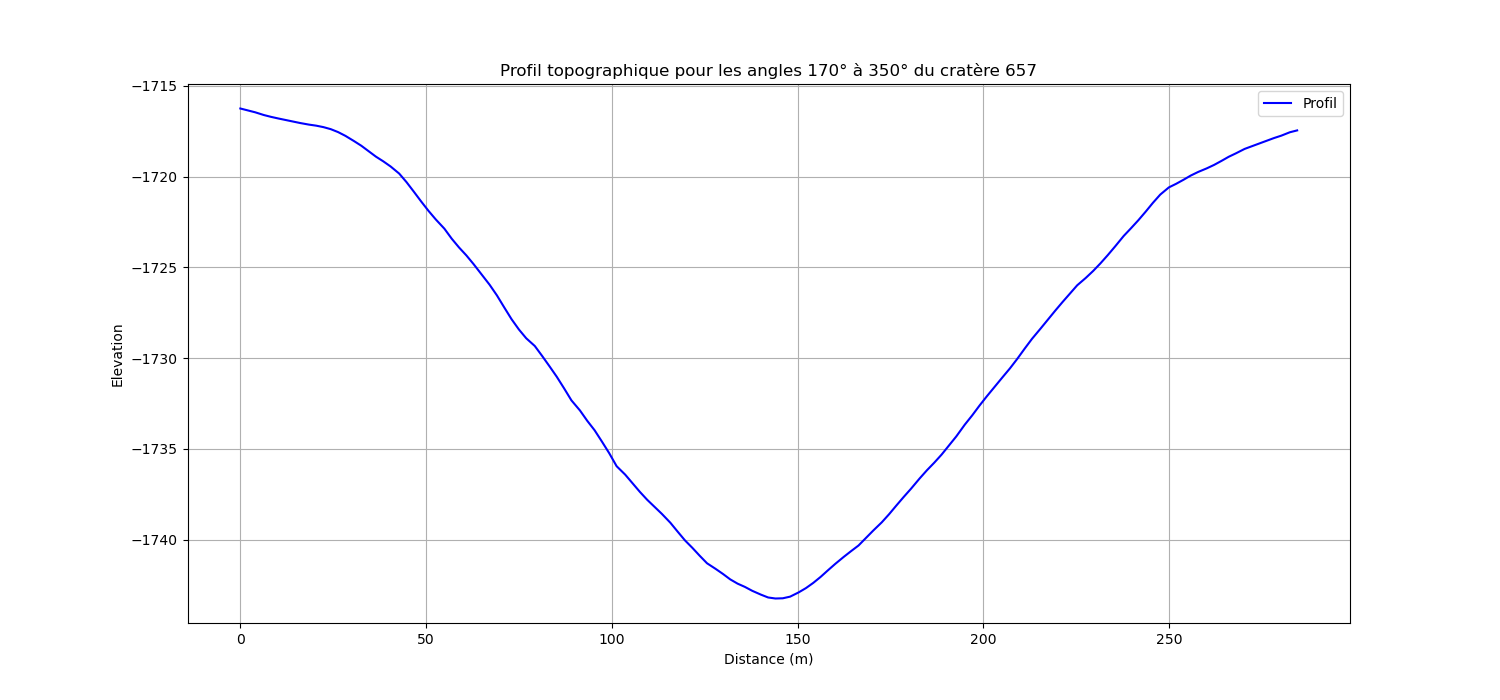 Profil topographique pour les angles 170° à 350° du cratère 657
Profil
−1715
−1720
−1725
−1730
−1735
−1740
Elevation
0 50 100 150 200 250
Distance (m)